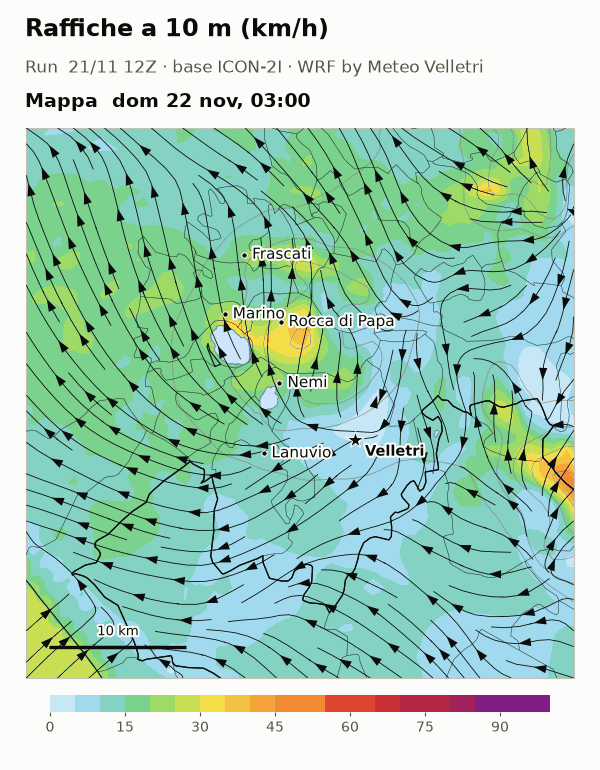 Raffiche a 10 m (km/h)
Run 21/11 12Z · base ICON-2I · WRF by Meteo Velletri
Mappa dom 22 nov, 03:00
Frascati
Marino
Rocca di Papa
Nemi
Velletri
Lanuvio
10 km
0 15 30 45 60 75 90